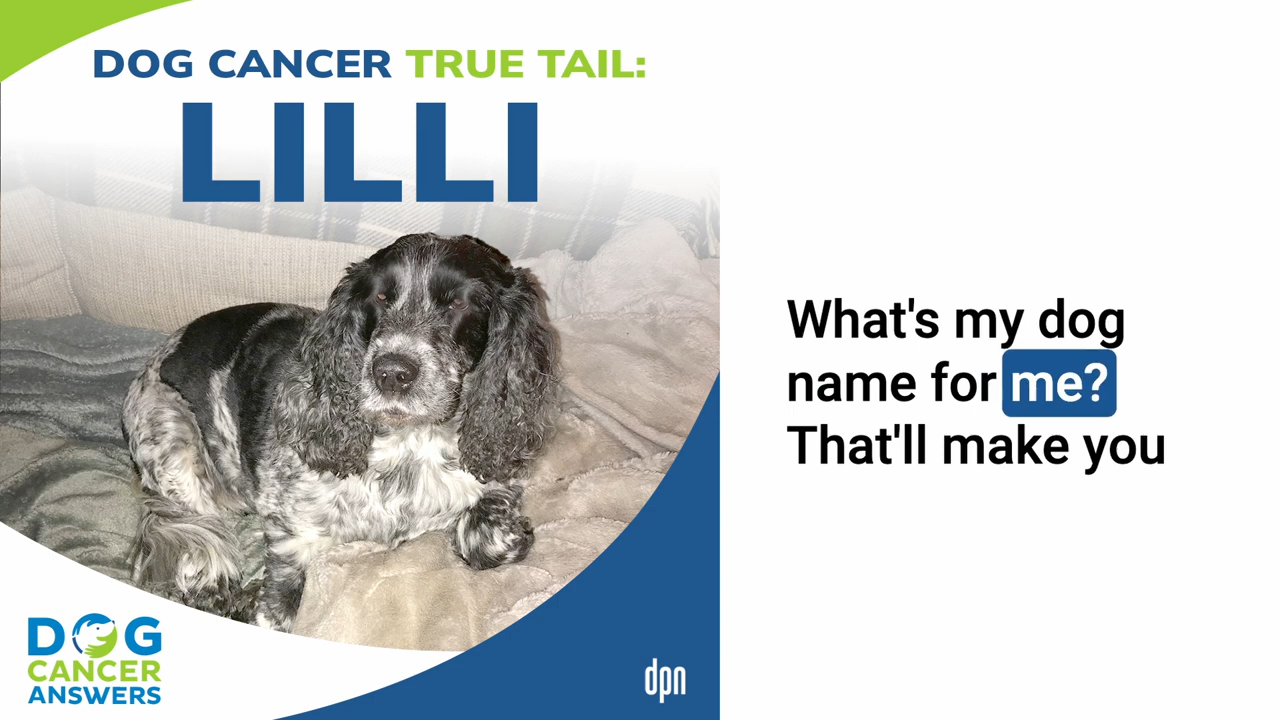 DOG CANCER TRUE TAIL:
LILLI
What's my dog
name for me?
That'll make you
DOG
CANCER
ANSWERS
dpn